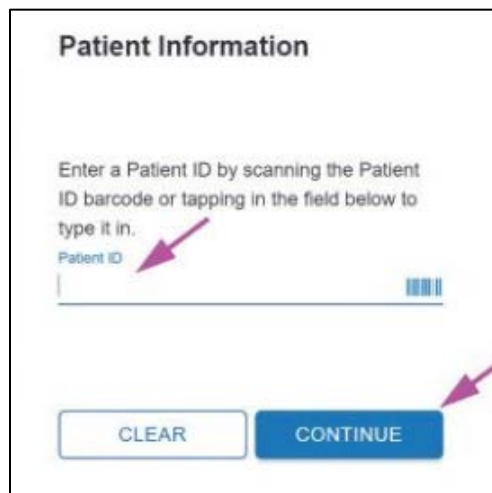 Patient Information
Enter a Patient ID by scanning the Patient
ID barcode or tapping in the field below to
type it in.
Patient ID
CLEAR CONTINUE